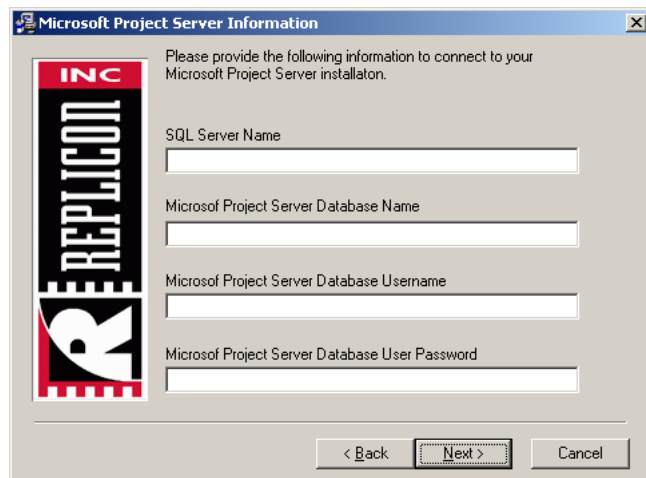 Microsoft Project Server Information
Please provide the following information to connect to your
Microsoft Project Server installaton.
INC
REPLICON
R
SQL Server Name
Microsof Project Server Database Name
Microsof Project Server Database Username
Microsof Project Server Database User Password
< Back
Next >
Cancel